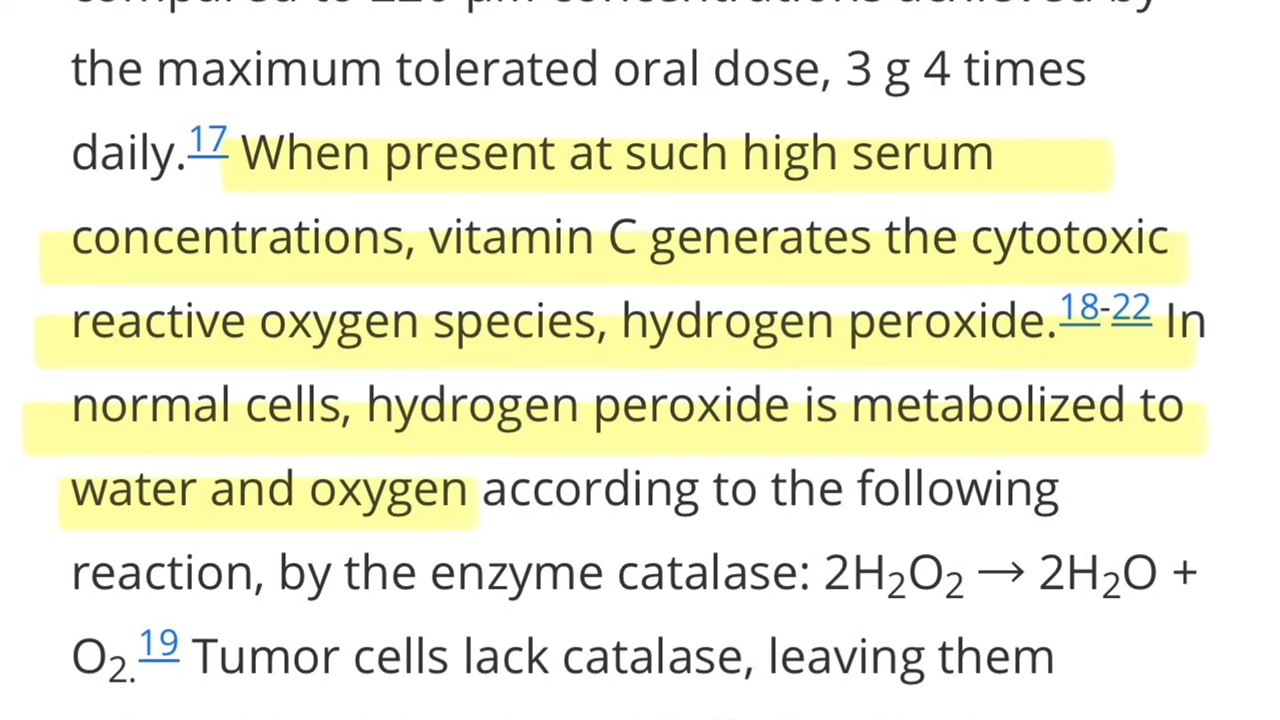 the maximum tolerated oral dose, 3 g 4 times
daily.17 When present at such high serum
concentrations, vitamin C generates the cytotoxic
reactive oxygen species, hydrogen peroxide.18-22 In
normal cells, hydrogen peroxide is metabolized to
water and oxygen according to the following
reaction, by the enzyme catalase: 2H₂O₂ → 2H₂O +
O₂.19 Tumor cells lack catalase, leaving them